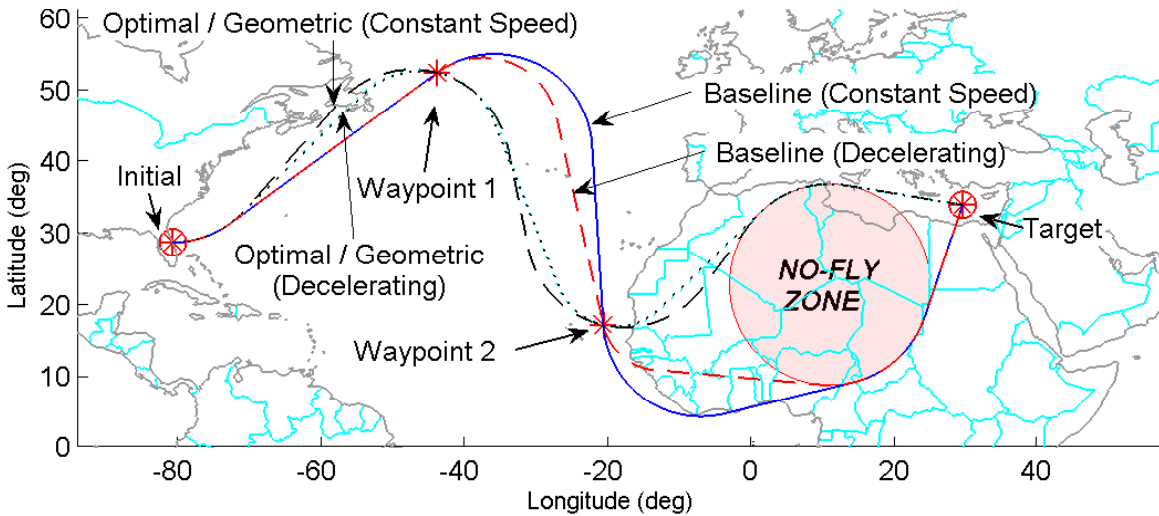 60
50
40
30
20
10
0
Latitude (deg)
Optimal / Geometric (Constant Speed)
Baseline (Constant Speed)
Baseline (Decelerating)
Initial
Waypoint 1
Target
Optimal / Geometric
(Decelerating)
NO-FLY
ZONE
Waypoint 2
-80
-60
-40
-20
0
20
40
Longitude (deg)